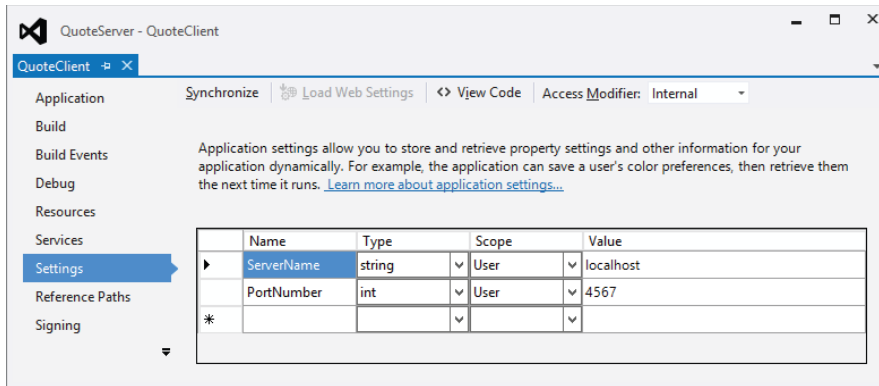 QuoteServer - QuoteClient
QuoteClient
Synchronize Load Web Settings <> View Code Access Modifier: Internal
Application
Build
Build Events
Debug
Resources
Services
Settings
Reference Paths
Signing
Application settings allow you to store and retrieve property settings and other information for your
application dynamically. For example, the application can save a user's color preferences, then retrieve them
the next time it runs. Learn more about application settings...
Name Type Scope Value
ServerName string User localhost
PortNumber int User 4567